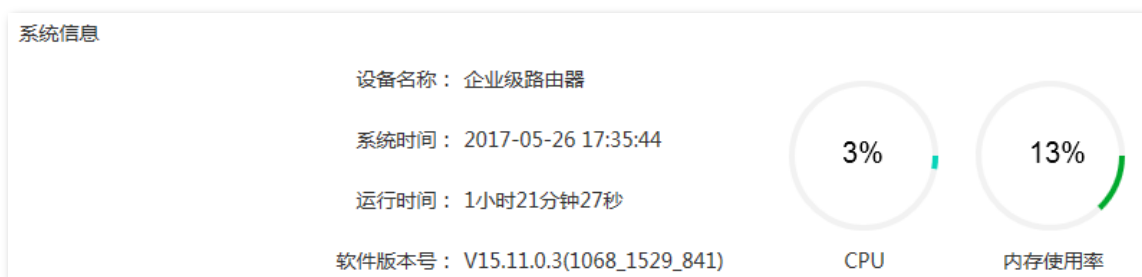 系统信息
设备名称： 企业级路由器
系统时间： 2017-05-26 17:35:44
运行时间： 1小时21分钟27秒
软件版本号： V15.11.0.3(1068_1529_841)
3%
CPU
13%
内存使用率